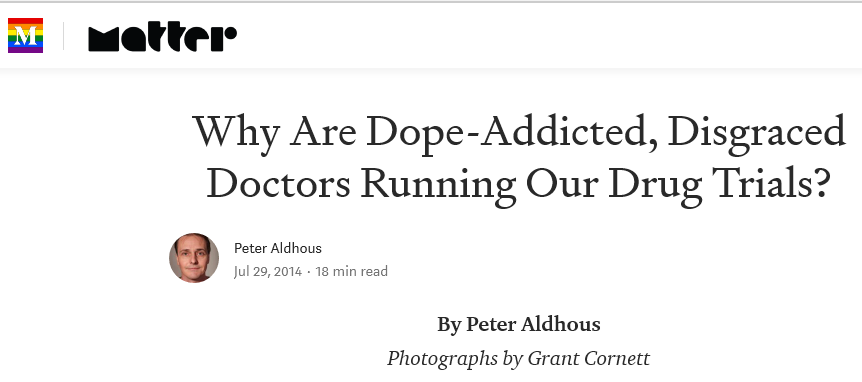 M
matter
Why Are Dope-Addicted, Disgraced
Doctors Running Our Drug Trials?
Peter Aldhous
Jul 29, 2014 · 18 min read
By Peter Aldhous
Photographs by Grant Cornett